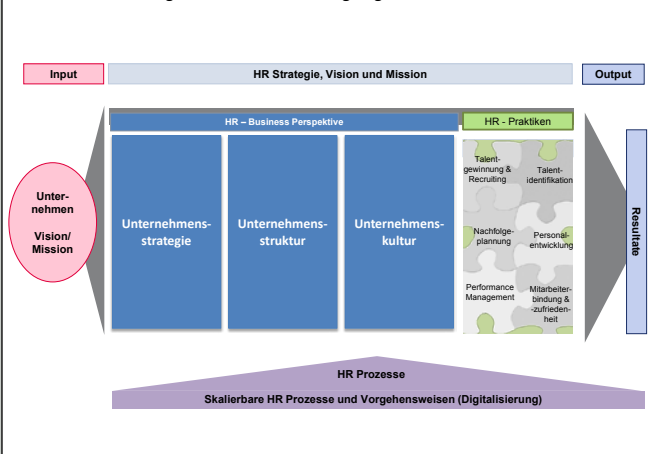 Input
HR Strategie, Vision und Mission
Output
HR – Business Perspektive
HR - Praktiken
Unter-
nehmen
Vision/
Mission
Unternehmens-
strategie
Unternehmens-
struktur
Unternehmens-
kultur
Talent-
gewinnung &
Recruiting
Talent-
identifikation
Nachfolge-
plannung
Personal-
entwicklung
Performance
Management
Mitarbeiter-
bindung &
-zufrieden-
heit
Resultate
HR Prozesse
Skalierbare HR Prozesse und Vorgehensweisen (Digitalisierung)